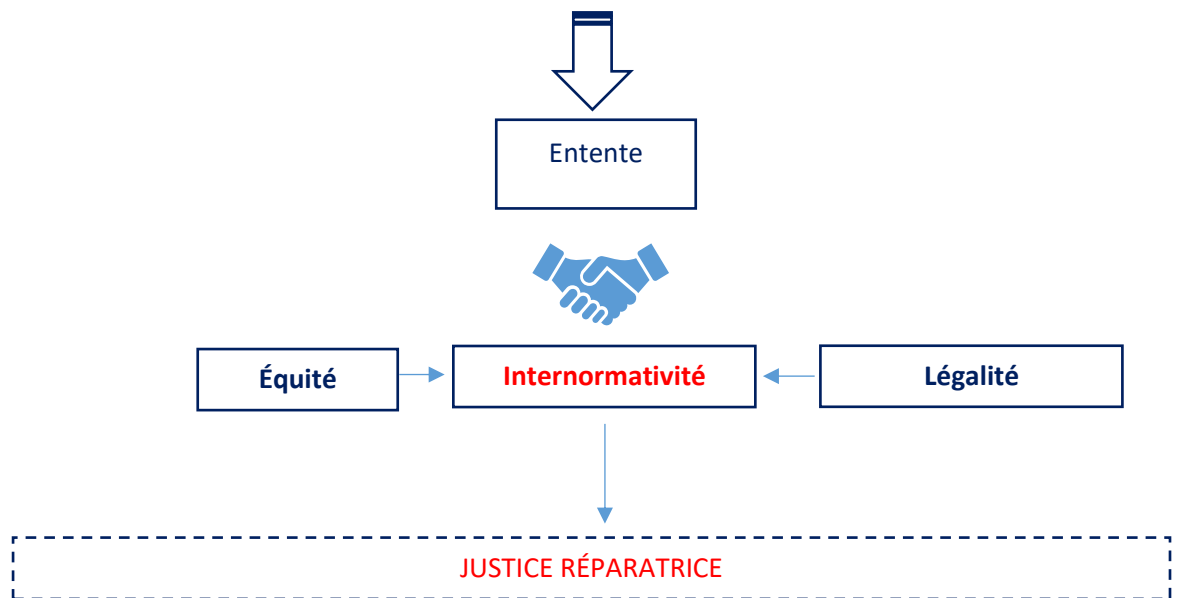 Entente
Équité
Internormativité
Légalité
JUSTICE RÉPARATRICE